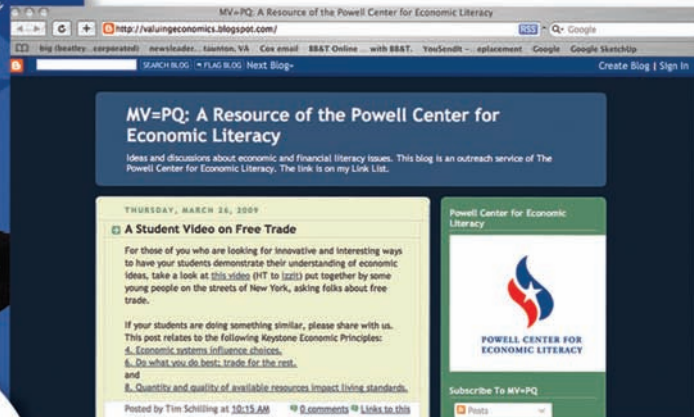 MV=PQ: A Resource of the Powell Center for Economic Literacy
http://valuingeconomics.blogspot.com/
RSS
Q- Google
big (beatley...corporated) newsleader...taunton, VA Cox email BB&T Online ... with BB&T. YouSendIt - ...eplacement Google Google SketchUp
SEARCH BLOG FLAG BLOG Next Blog»
Create Blog | Sign In
MV=PQ: A Resource of the Powell Center for
Economic Literacy
Ideas and discussions about economic and financial literacy issues. This blog is an outreach service of The
Powell Center for Economic Literacy. The link is on my Link List.
THURSDAY, MARCH 26, 2009
A Student Video on Free Trade
For those of you who are looking for innovative and interesting ways
to have your students demonstrate their understanding of economic
ideas, take a look at this video (HT to izzit) put together by some
young people on the streets of New York, asking folks about free
trade.
If your students are doing something similar, please share with us.
This post relates to the following Keystone Economic Principles:
4. Economic systems influence choices.
6. Do what you do best; trade for the rest.
and
8. Quantity and quality of available resources impact living standards.
Posted by Tim Schilling at 10:15 AM 0 comments Links to this
Powell Center for Economic
Literacy
POWELL CENTER FOR
ECONOMIC LITERACY
Subscribe To MV=PQ
Posts